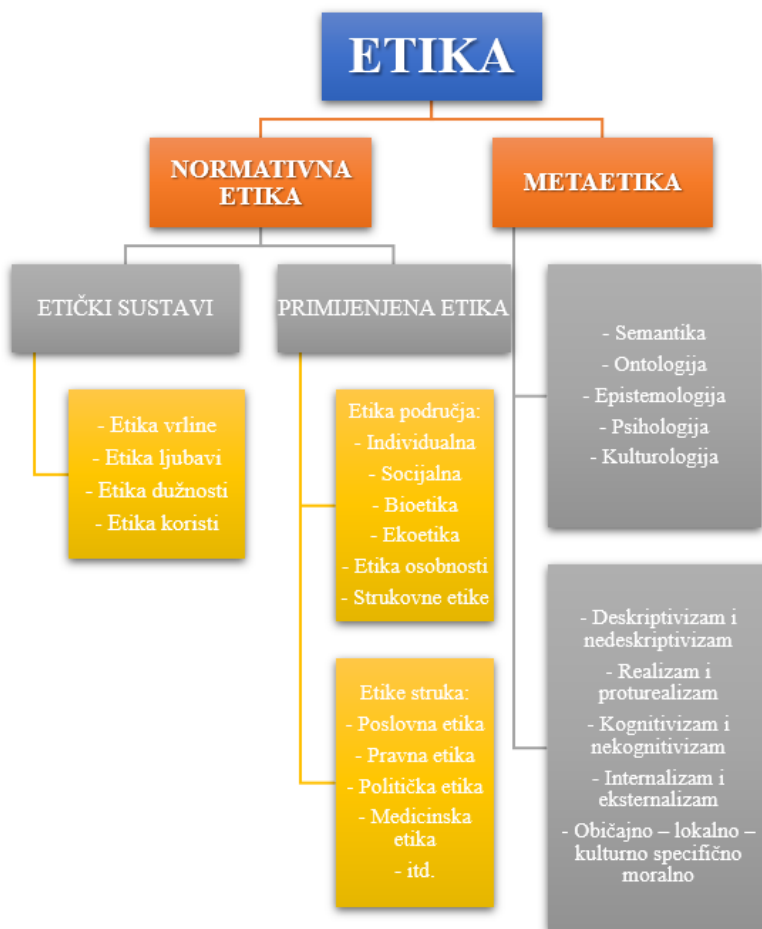 ETIKA
NORMATIVNA
ETIKA
METAETIKA
ETIČKI SUSTAVI
PRIMIJENJENA ETIKA
- Etika vrline
- Etika ljubavi
- Etika dužnosti
- Etika koristi
Etika područja:
- Individualna
- Socijalna
- Bioetika
- Ekoetika
- Etika osobnosti
- Strukovne etike
Etike struka:
- Poslovna etika
- Pravna etika
- Politička etika
- Medicinska
etika
- itd.
- Semantika
- Ontologija
- Epistemologija
- Psihologija
- Kulturologija
- Deskriptivizam i
nedeskriptivizam
- Realizam i
proturealizam
- Kognitivizam i
nekognitivizam
- Internalizam i
eksternalizam
- Običajno – lokalno –
kulturno specifično
moralno